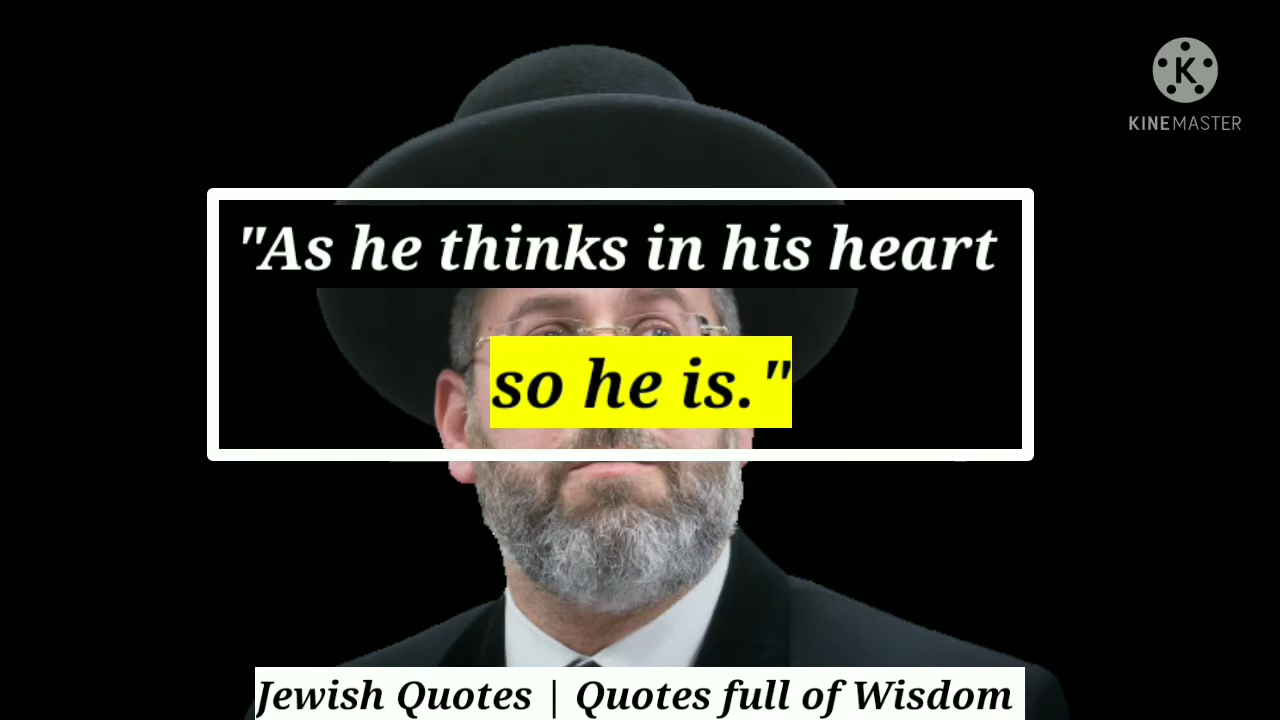 KINEMASTER
"As he thinks in his heart
so he is."
Jewish Quotes | Quotes full of Wisdom